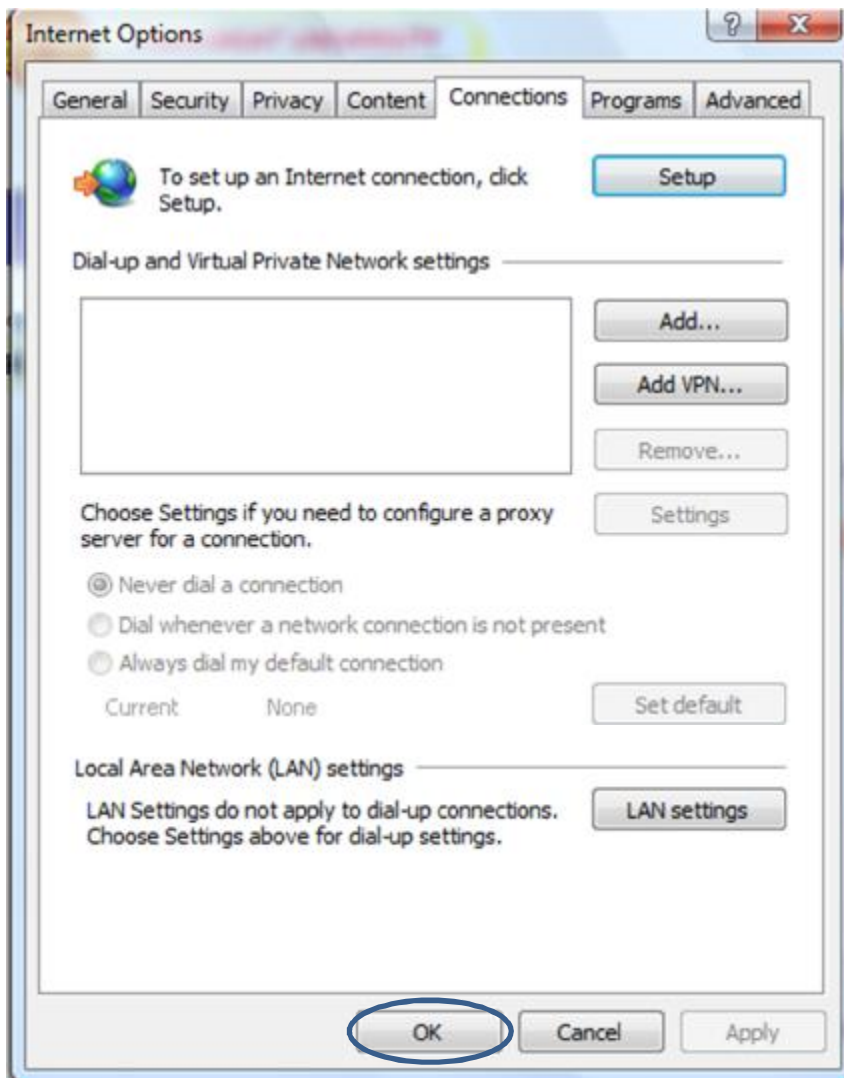 Internet Options
General Security Privacy Content Connections Programs Advanced
To set up an Internet connection, click
Setup.
Setup
Dial-up and Virtual Private Network settings
Add...
Add VPN...
Remove...
Choose Settings if you need to configure a proxy
server for a connection.
Settings
Never dial a connection
Dial whenever a network connection is not present
Always dial my default connection
Current None
Set default
Local Area Network (LAN) settings
LAN Settings do not apply to dial-up connections.
Choose Settings above for dial-up settings.
LAN settings
OK Cancel Apply